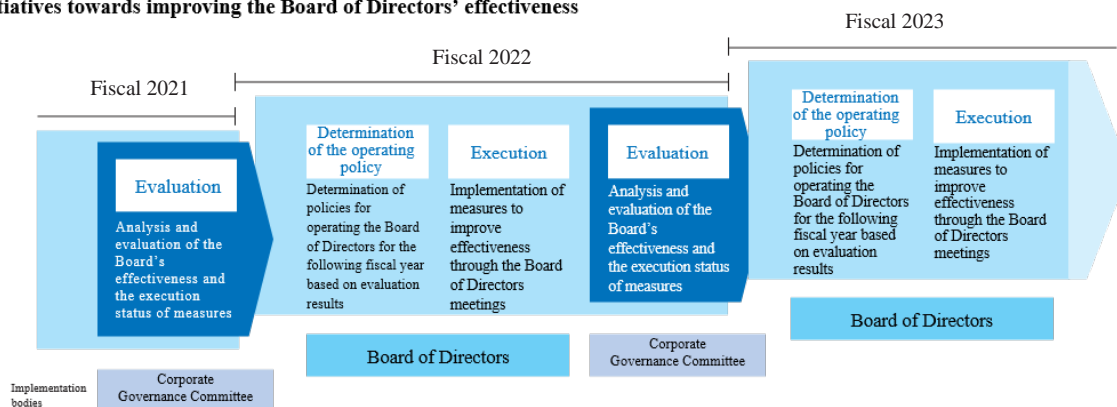 tiatives towards improving the Board of Directors’ effectiveness
Fiscal 2021
Fiscal 2022
Fiscal 2023
Evaluation
Analysis and
evaluation of the
Board’s
effectiveness and
the execution
status of measures
Determination
of the operating
policy
Determination of
policies for
operating the Board
of Directors for the
following fiscal year
based on evaluation
results
Execution
Implementation of
measures to
improve
effectiveness
through the Board
of Directors
meetings
Evaluation
Analysis and
evaluation of the
Board’s
effectiveness and
the execution status
of measures
Determination
of the operating
policy
Determination of
policies for
operating the
Board of Directors
for the following
fiscal year based
on evaluation
results
Execution
Implementation of
measures to
improve
effectiveness
through the Board
of Directors
meetings
Implementation
bodies
Corporate
Governance Committee
Board of Directors
Corporate
Governance Committee
Board of Directors